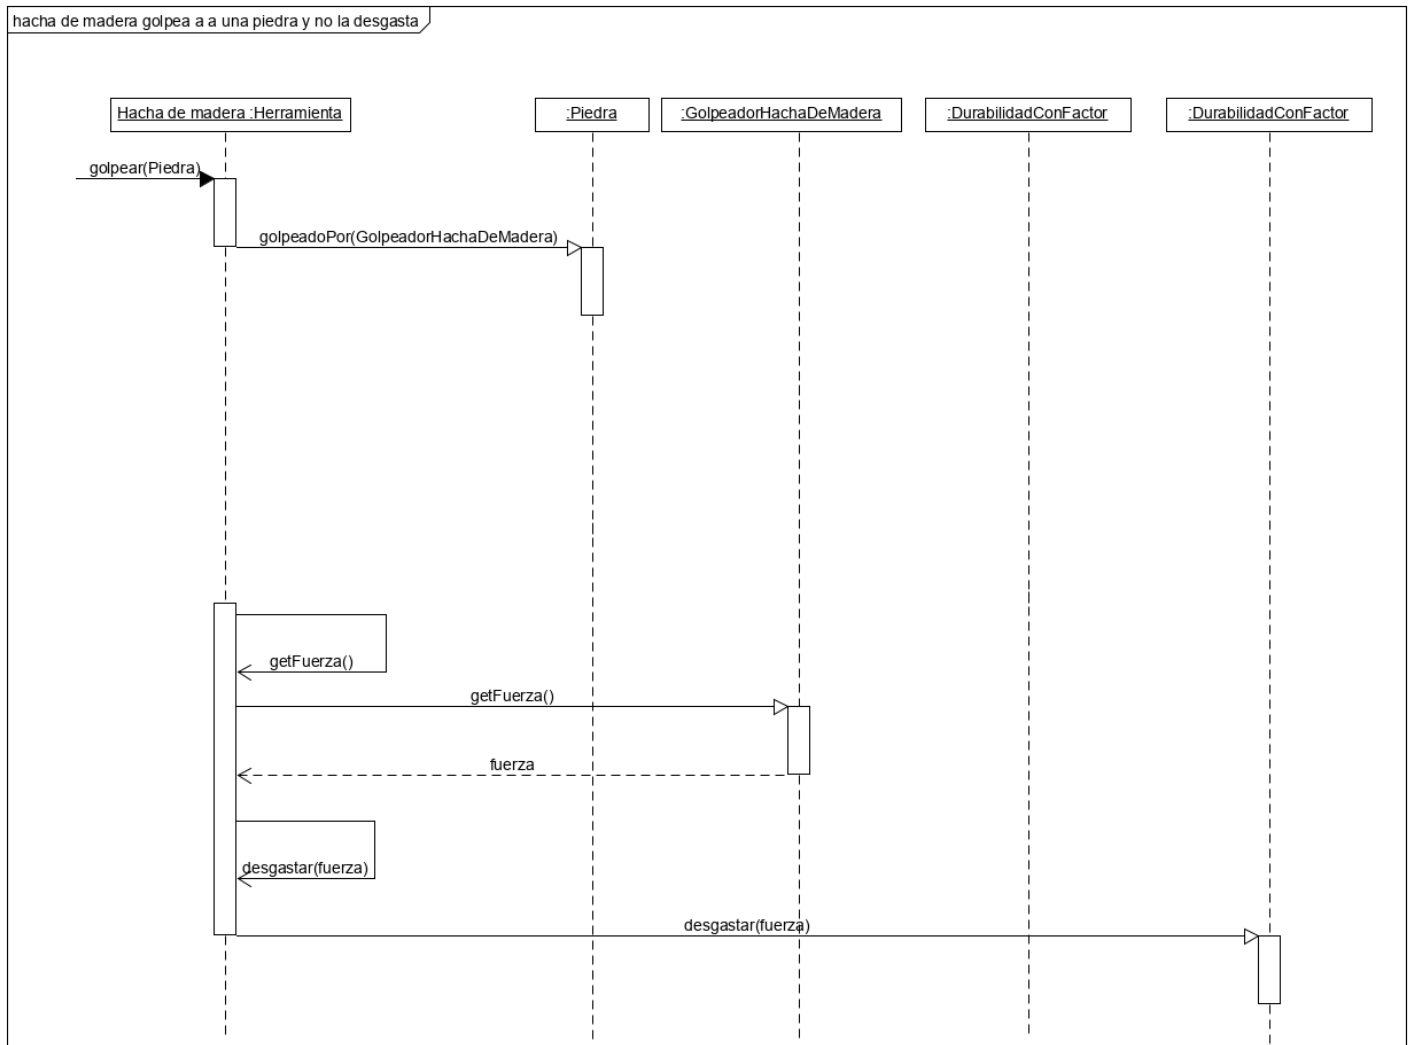 hacha de madera golpea a a una piedra y no la desgasta
Hacha de madera :Herramienta
:Piedra
:GolpeadorHachaDeMadera
:DurabilidadConFactor
:DurabilidadConFactor
golpear(Piedra)
golpeadoPor(GolpeadorHachaDeMadera)
getFuerza()
getFuerza()
fuerza
desgastar(fuerza)
desgastar(fuerza)